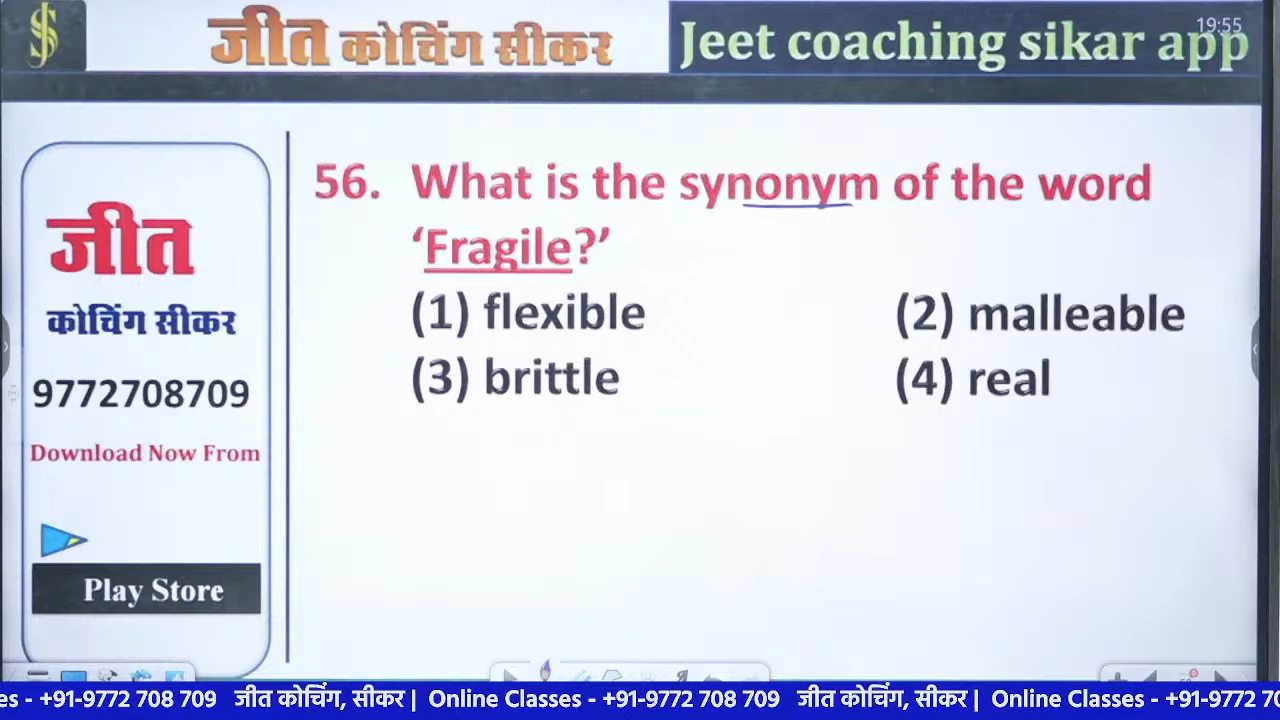 जीत कोचिंग सीकर
Jeet coaching sikar app
19:55
जीत
कोचिंग सीकर
9772708709
Download Now From
Play Store
56. What is the synonym of the word
‘Fragile?’
(1) flexible (2) malleable
(3) brittle (4) real
es - +91-9772 708 709 जीत कोचिंग, सीकर | Online Classes - +91-9772 708 709 जीत कोचिंग, सीकर | Online Classes - +91-9772 70